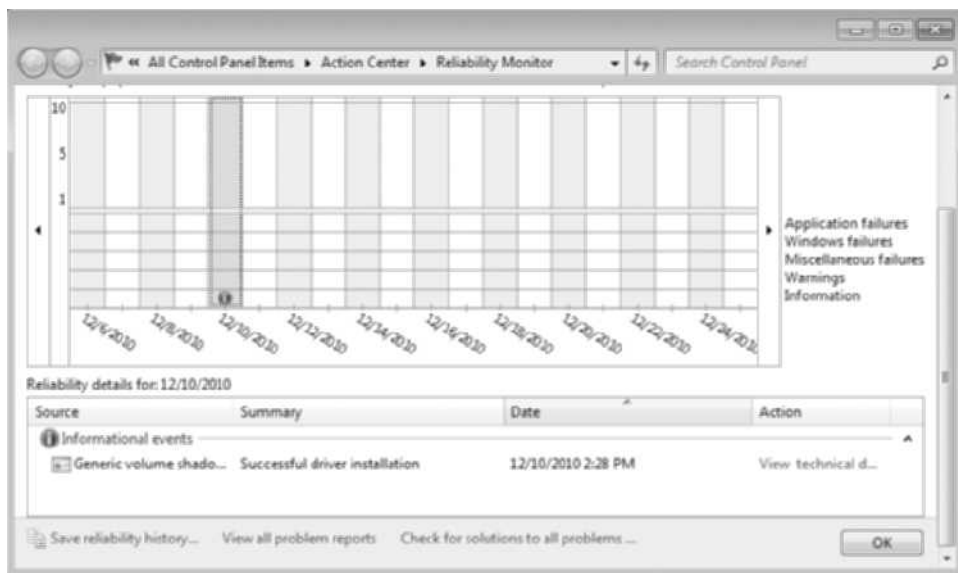 « All Control Panel Items ▸ Action Center ▸ Reliability Monitor
Search Control Panel
10
5
1
Application failures
Windows failures
Miscellaneous failures
Warnings
Information
12/6/2010 12/8/2010 12/10/2010 12/12/2010 12/14/2010 12/16/2010 12/18/2010 12/20/2010 12/22/2010 12/24/2010
Reliability details for: 12/10/2010
Source Summary Date Action
Informational events
Generic volume shado... Successful driver installation 12/10/2010 2:28 PM View technical d...
Save reliability history... View all problem reports Check for solutions to all problems ...
OK